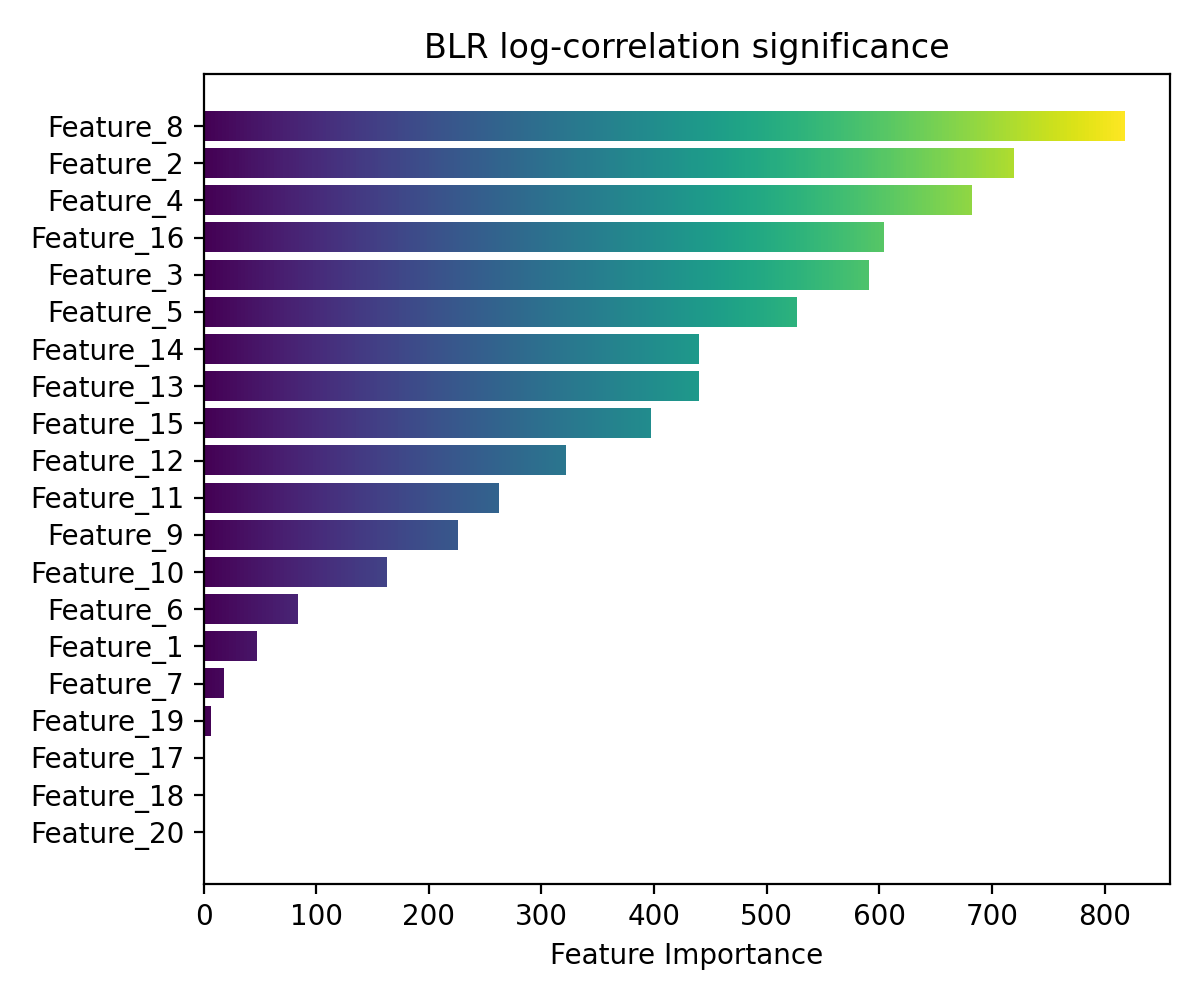 BLR log-correlation significance
Feature_8
Feature_2
Feature_4
Feature_16
Feature_3
Feature_5
Feature_14
Feature_13
Feature_15
Feature_12
Feature_11
Feature_9
Feature_10
Feature_6
Feature_1
Feature_7
Feature_19
Feature_17
Feature_18
Feature_20
0 100 200 300 400 500 600 700 800
Feature Importance